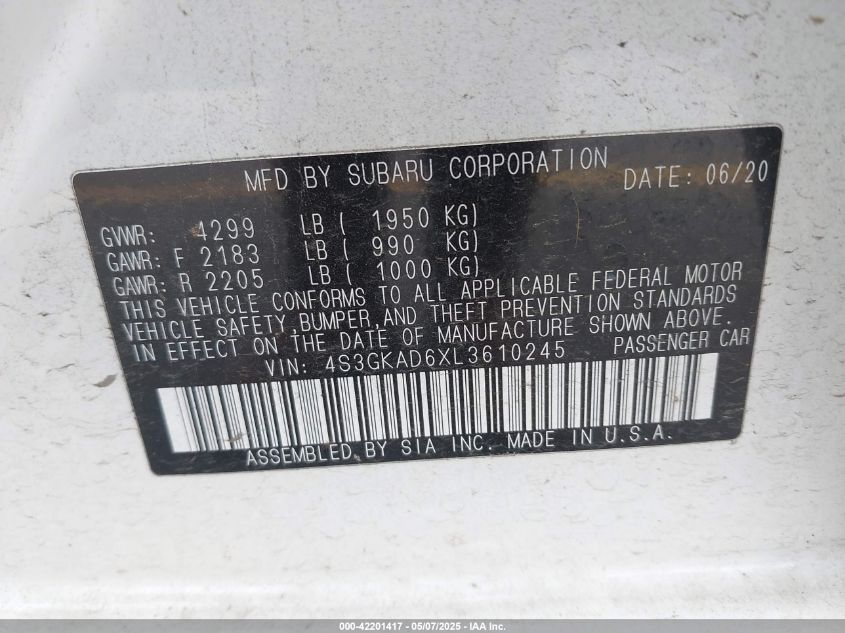 MFD BY SUBARU CORPORATION DATE: 06/20
GVWR: 4299 LB ( 1950 KG)
GAWR: F 2183 LB ( 990 KG)
GAWR: R 2205 LB ( 1000 KG)
THIS VEHICLE CONFORMS TO ALL APPLICABLE FEDERAL MOTOR
VEHICLE SAFETY,BUMPER,AND THEFT PREVENTION STANDARDS
IN EFFECT ON THE DATE OF MANUFACTURE SHOWN ABOVE.
VIN: 4S3GKAD6XL3610245 PASSENGER CAR
ASSEMBLED BY SIA INC. MADE IN U.S.A.
000-42201417 - 05/07/2025 - IAA Inc.